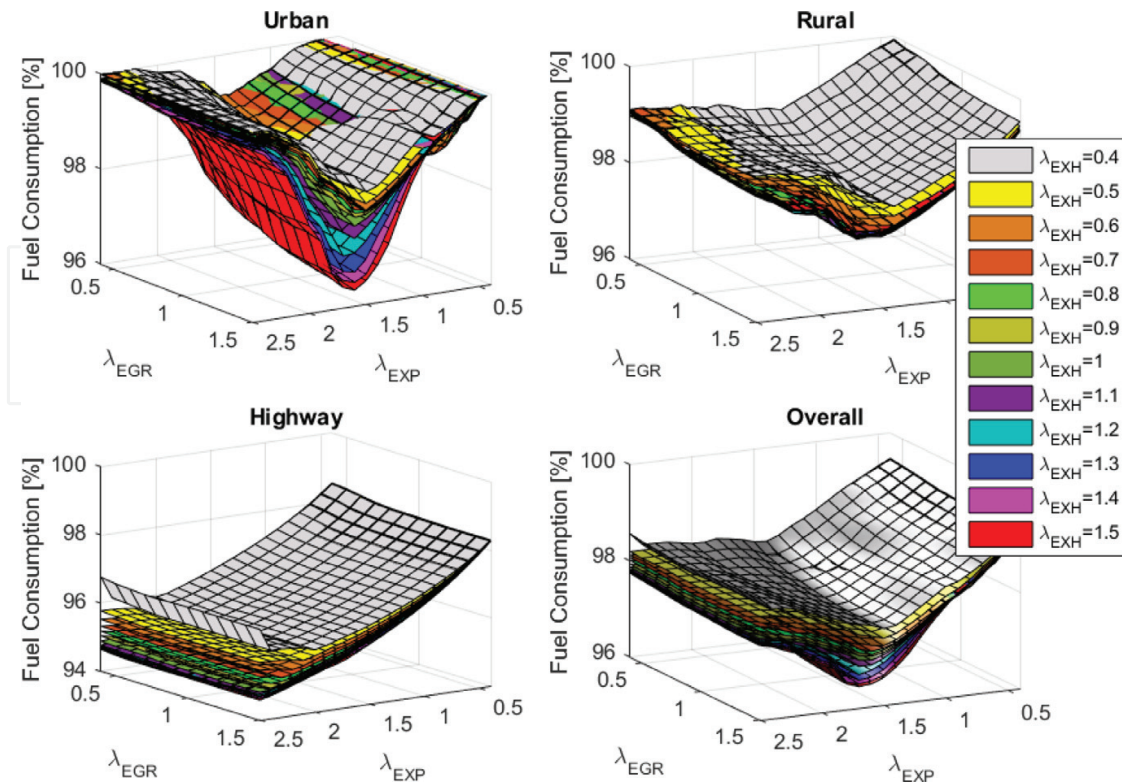 Urban
Fuel Consumption [%]
100
98
96
0.5
1
1.5
λEGR
2.5
2
1.5
1
0.5
λEXP
Rural
Fuel Consumption [%]
100
98
96
0.5
1
1.5
λEGR
2.5
2
1.5
λEXP
λEXH=0.4
λEXH=0.5
λEXH=0.6
λEXH=0.7
λEXH=0.8
λEXH=0.9
λEXH=1
λEXH=1.1
λEXH=1.2
λEXH=1.3
λEXH=1.4
λEXH=1.5
Highway
Fuel Consumption [%]
100
98
96
94
0.5
1
1.5
λEGR
2.5
2
1.5
1
0.5
λEXP
Overall
Fuel Consumption [%]
100
98
96
0.5
1
1.5
λEGR
2.5
2
1.5
1
0.5
λEXP